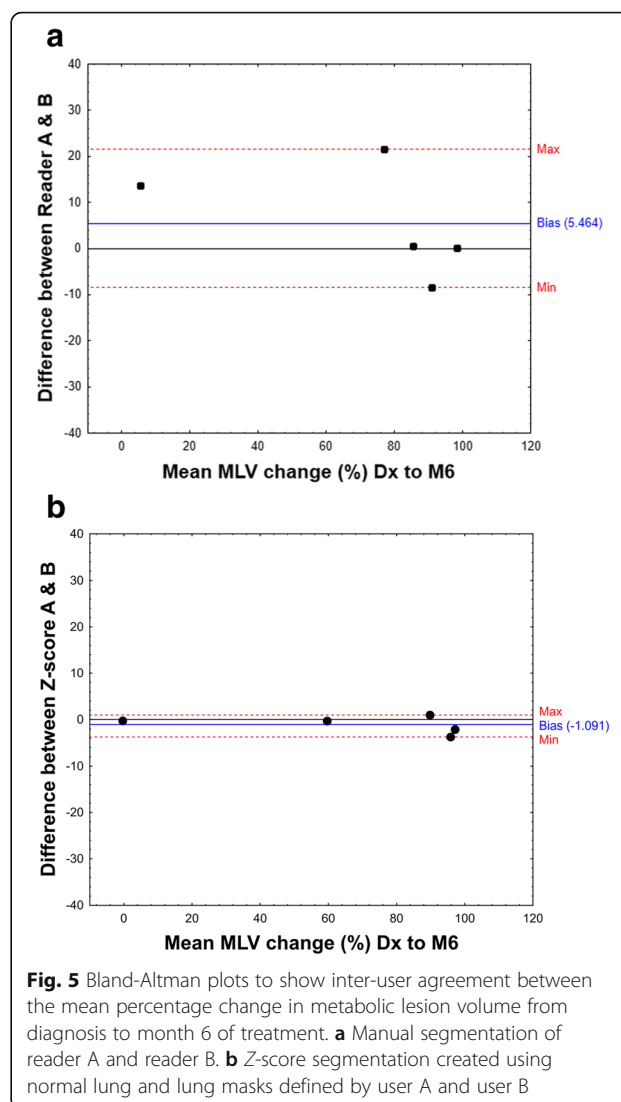 a
40
30
20
10
0
-10
-20
-30
-40
Difference between Reader A & B
Max
Bias (5.464)
Min
0 20 40 60 80 100 120
Mean MLV change (%) Dx to M6
b
40
30
20
10
0
-10
-20
-30
-40
Difference between Z-score A & B
Max
Bias (-1.091)
Min
0 20 40 60 80 100 120
Mean MLV change (%) Dx to M6
Fig. 5 Bland-Altman plots to show inter-user agreement between
the mean percentage change in metabolic lesion volume from
diagnosis to month 6 of treatment. a Manual segmentation of
reader A and reader B. b Z-score segmentation created using
normal lung and lung masks defined by user A and user B